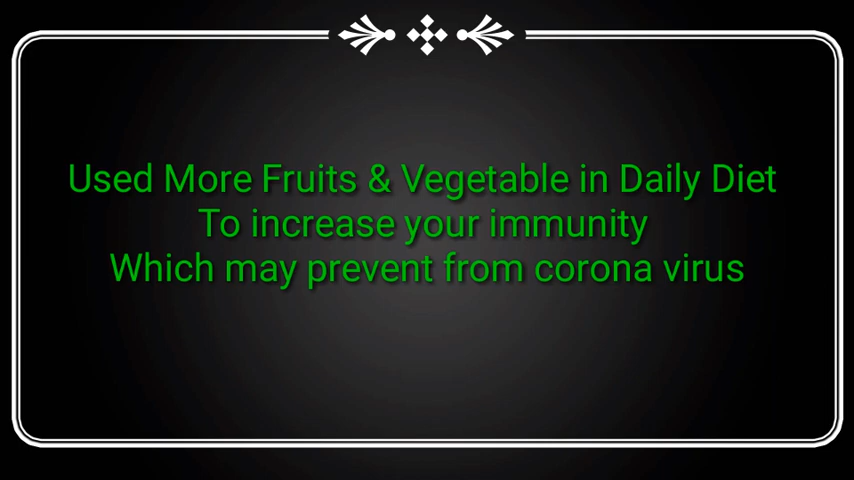 Used More Fruits & Vegetable in Daily Diet
To increase your immunity
Which may prevent from corona virus